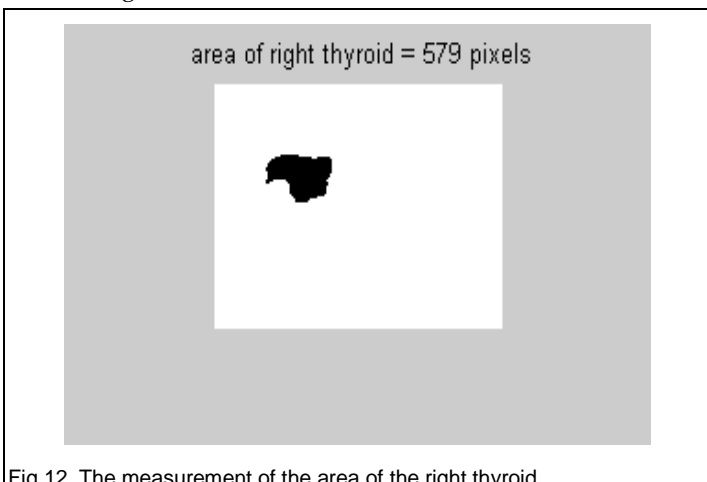 area of right thyroid = 579 pixels
Fig 12. The measurement of the area of the right thyroid